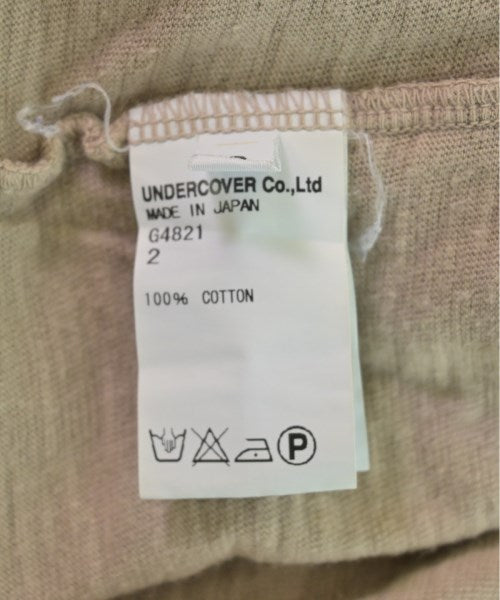 UNDERCOVER Co.,Ltd
MADE IN JAPAN
G4821
2
100% COTTON
P